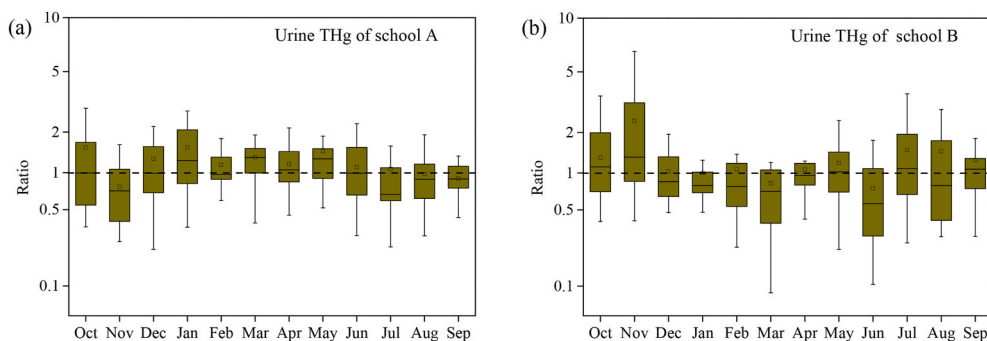 (a)
Urine THg of school A
Ratio
10
5
2
1
0.5
0.1
Oct Nov Dec Jan Feb Mar Apr May Jun Jul Aug Sep
(b)
Urine THg of school B
Ratio
10
5
2
1
0.5
0.1
Oct Nov Dec Jan Feb Mar Apr May Jun Jul Aug Sep